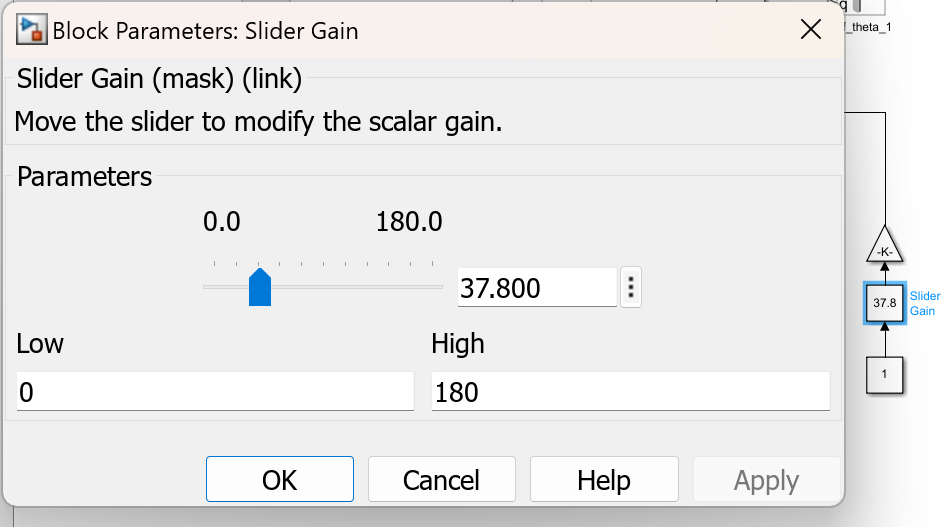 Block Parameters: Slider Gain
Slider Gain (mask) (link)
Move the slider to modify the scalar gain.
Parameters
0.0 180.0
37.800
Low High
0 180
OK Cancel Help Apply
_theta_1
-K-
37.8
Slider
Gain
1